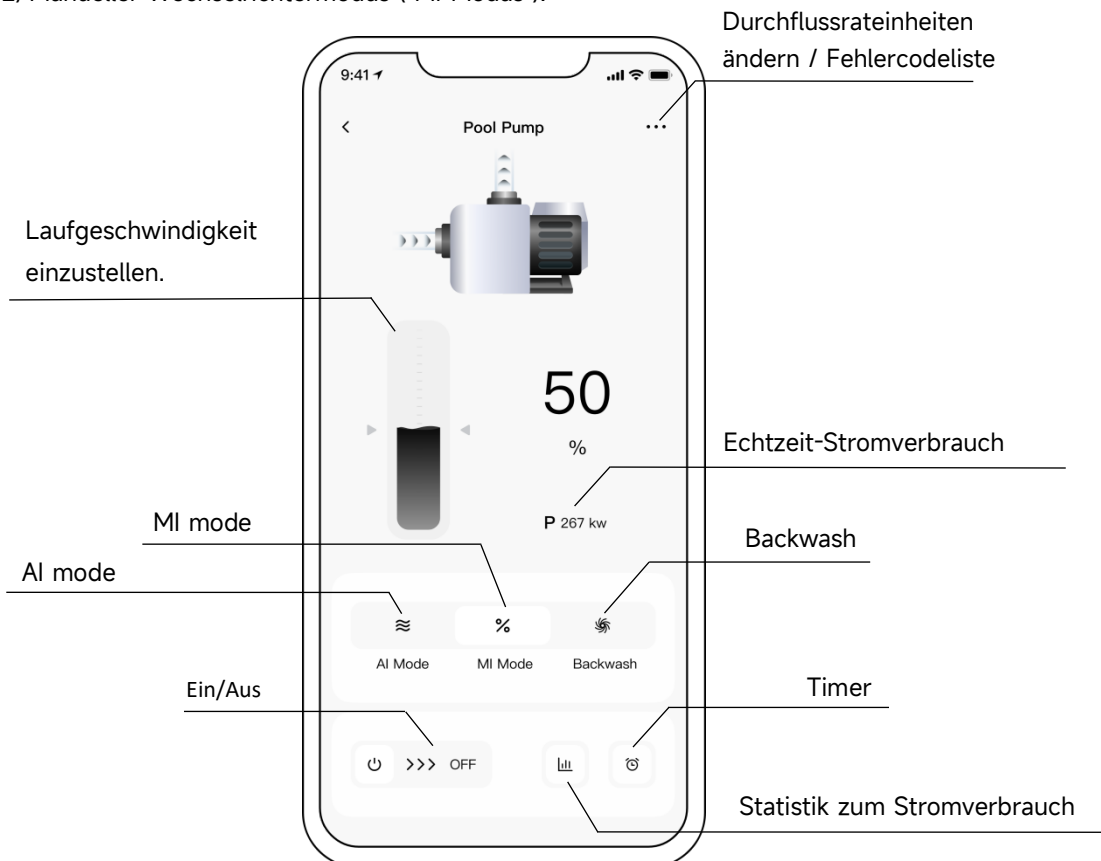 Durchflussrateinheiten
ändern / Fehlercodeliste
9:41
Pool Pump
Laufgeschwindigkeit
einzustellen.
50
%
Echtzeit-Stromverbrauch
P 267 kw
MI mode
Backwash
AI mode
AI Mode
MI Mode
Backwash
Ein/Aus
Timer
>>> OFF
Statistik zum Stromverbrauch